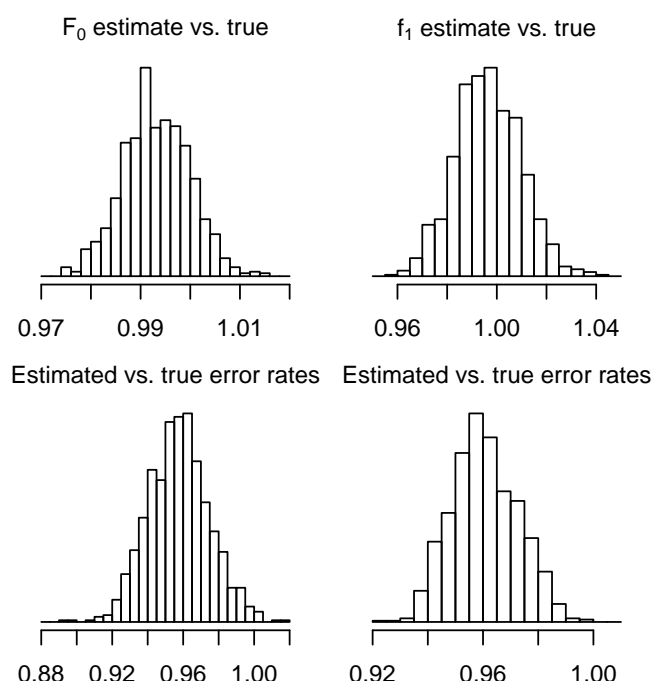 F₀ estimate vs. true
f₁ estimate vs. true
0.97 0.99 1.01
0.96 1.00 1.04
Estimated vs. true error rates
Estimated vs. true error rates
0.88 0.92 0.96 1.00
0.92 0.96 1.00